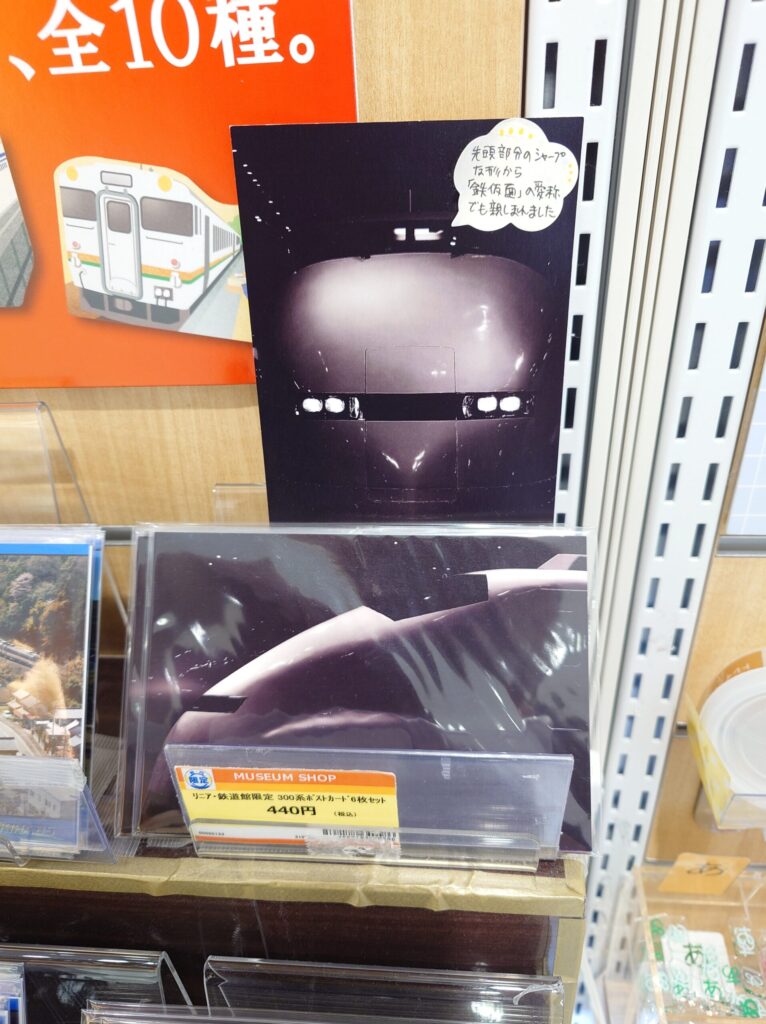 、全10種。
先頭部分のシャープ
な形から
「鉄仮面」の愛称
でも親しまれました
限定
MUSEUM SHOP
リニア・鉄道館限定 300系ポストカード6枚セット
440円 (税込)
あ